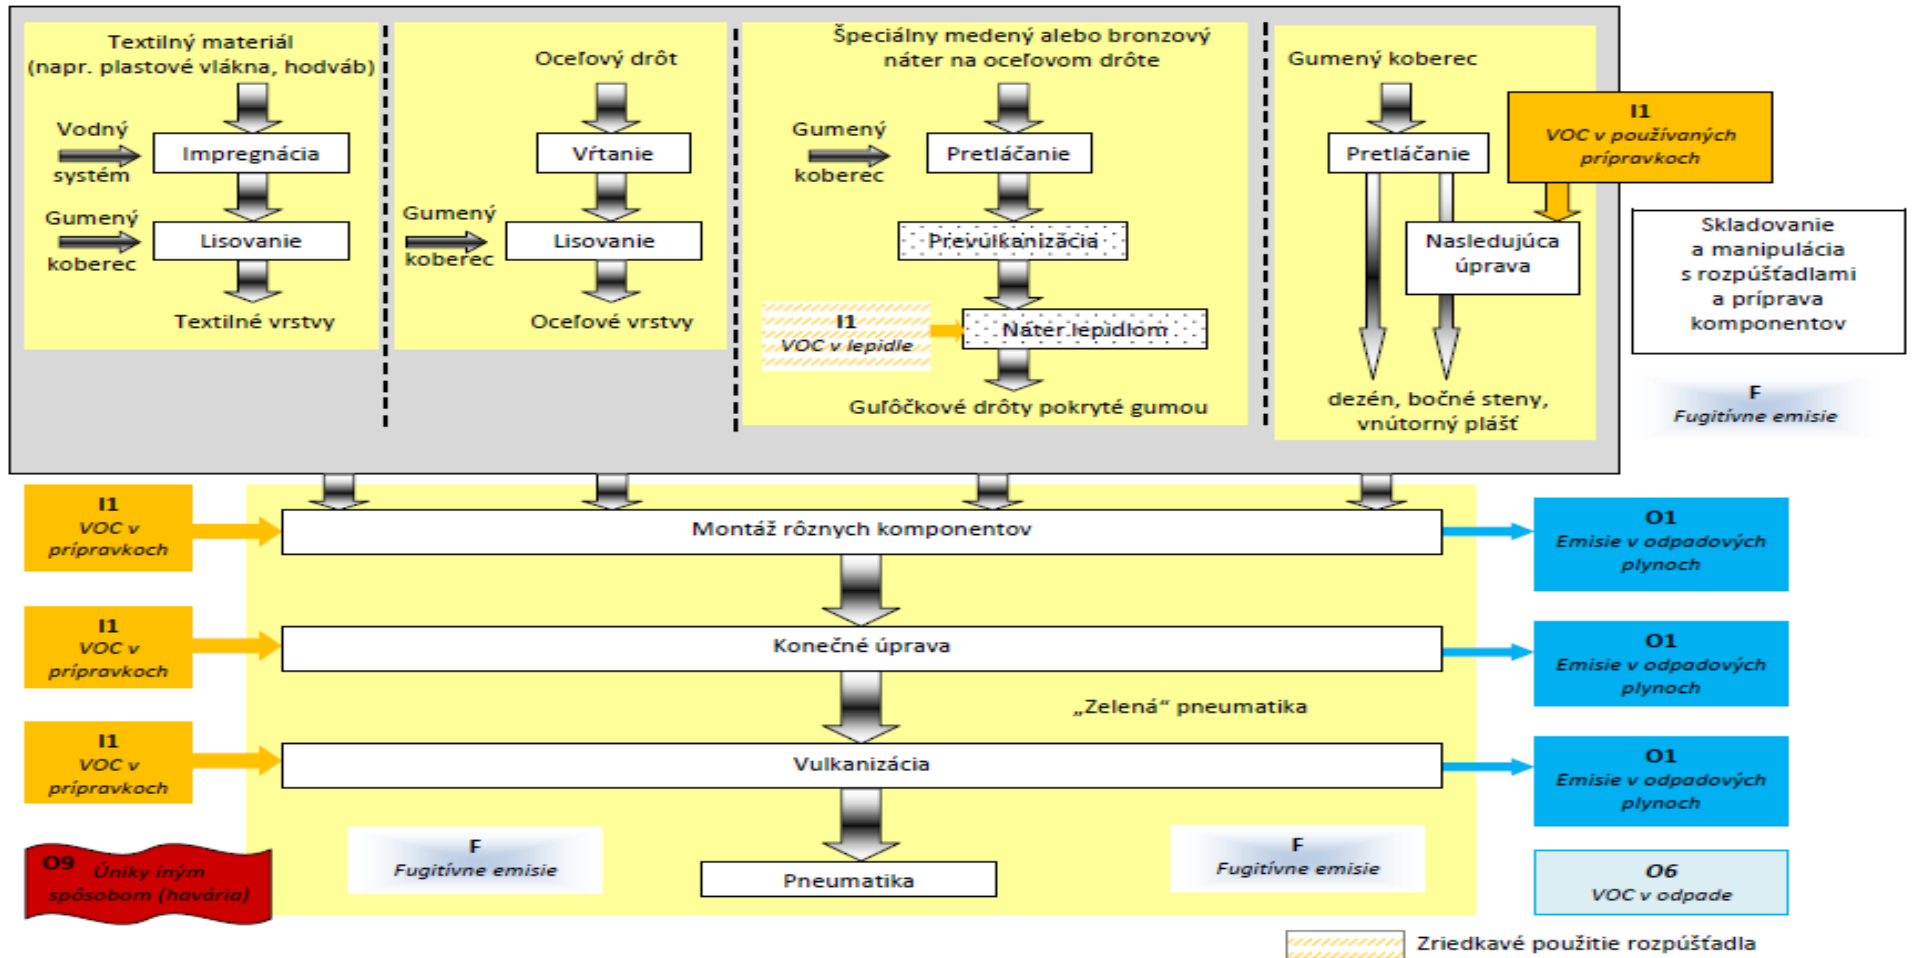 Textilný materiál
(napr. plastové vlákna, hodváb)
Vodný
systém
Impregnácia
Gumený
koberec
Lisovanie
Textilné vrstvy
Oceľový drôt
Vŕtanie
Gumený
koberec
Lisovanie
Oceľové vrstvy
Špeciálny medený alebo bronzový
náter na oceľovom drôte
Gumený
koberec
Pretláčanie
Prevulkanizácia
I1
VOC v lepidle
Náter lepidlom
Guľôčkové drôty pokryté gumou
Gumený koberec
Pretláčanie
I1
VOC v používaných
prípravkoch
Nasledujúca
úprava
dezén, bočné steny,
vnútorný plášť
Skladovanie
a manipulácia
s rozpúšťadlami
a príprava
komponentov
F
Fugitívne emisie
I1
VOC v
prípravkoch
Montáž rôznych komponentov
O1
Emisie v odpadových
plynoch
I1
VOC v
prípravkoch
Konečné úprava
O1
Emisie v odpadových
plynoch
„Zelená“ pneumatika
I1
VOC v
prípravkoch
Vulkanizácia
O1
Emisie v odpadových
plynoch
O9 Úniky iným
spôsobom (havária)
F
Fugitívne emisie
Pneumatika
F
Fugitívne emisie
O6
VOC v odpade
Zriedkavé použitie rozpúšťadla